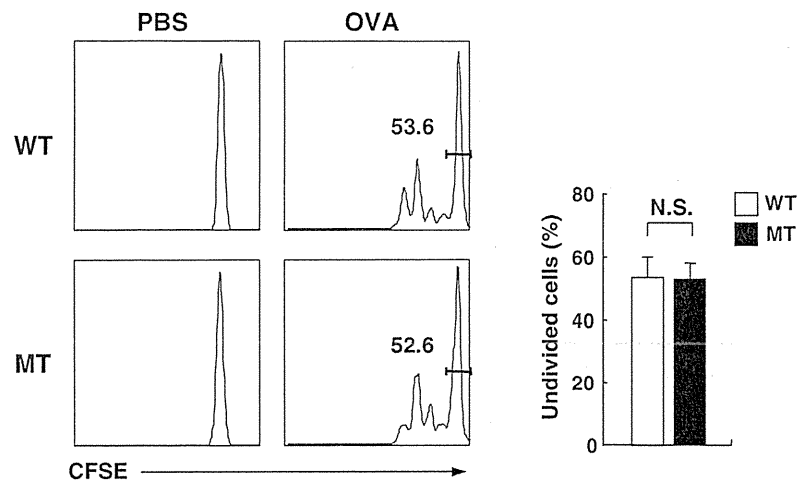 PBS OVA
WT
53.6
MT
52.6
CFSE
Undivided cells (%)
80
60
40
20
0
N.S.
WT
MT